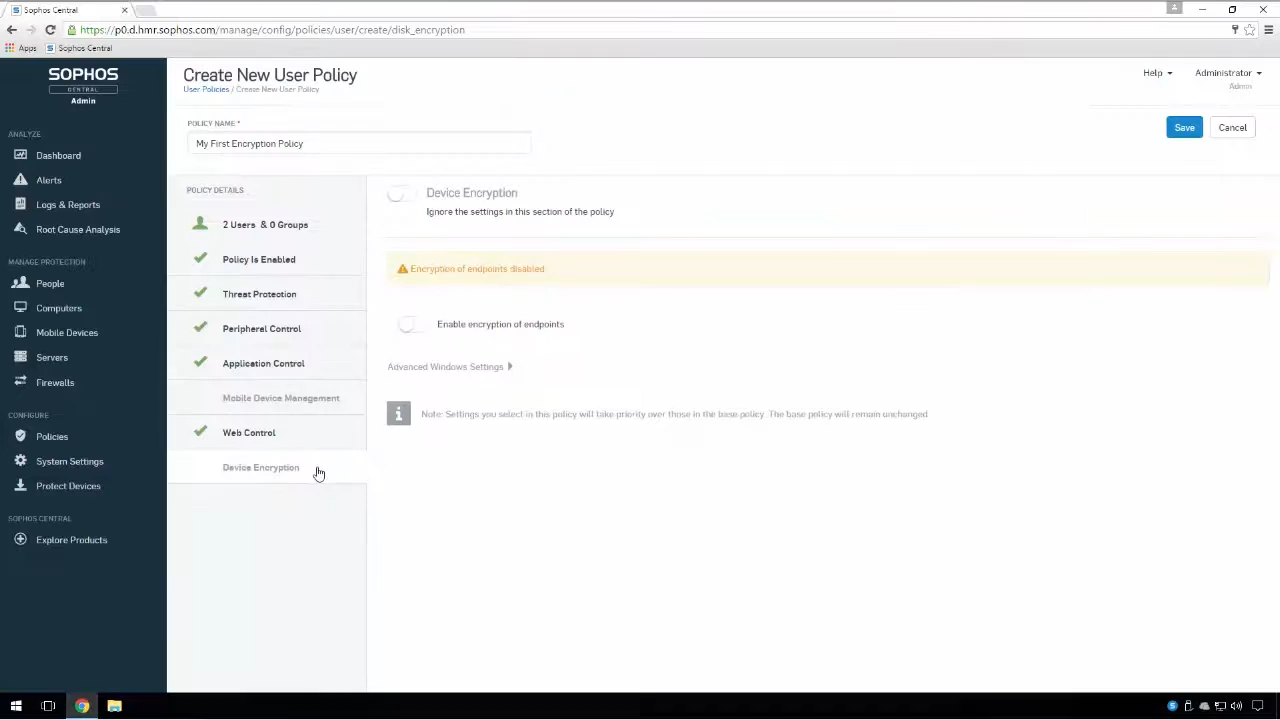 Sophos Central
https://p0.d.hmr.sophos.com/manage/config/policies/user/create/disk_encryption
Apps
Sophos Central
SOPHOS
CENTRAL
Admin
Create New User Policy
User Policies / Create New User Policy
Help
Administrator
Admin
POLICY NAME *
My First Encryption Policy
Save
Cancel
ANALYZE
Dashboard
Alerts
Logs & Reports
Root Cause Analysis
MANAGE PROTECTION
People
Computers
Mobile Devices
Servers
Firewalls
CONFIGURE
Policies
System Settings
Protect Devices
SOPHOS CENTRAL
Explore Products
POLICY DETAILS
2 Users & 0 Groups
Policy Is Enabled
Threat Protection
Peripheral Control
Application Control
Mobile Device Management
Web Control
Device Encryption
Device Encryption
Ignore the settings in this section of the policy
Encryption of endpoints disabled
Enable encryption of endpoints
Advanced Windows Settings
Note: Settings you select in this policy will take priority over those in the base policy. The base policy will remain unchanged